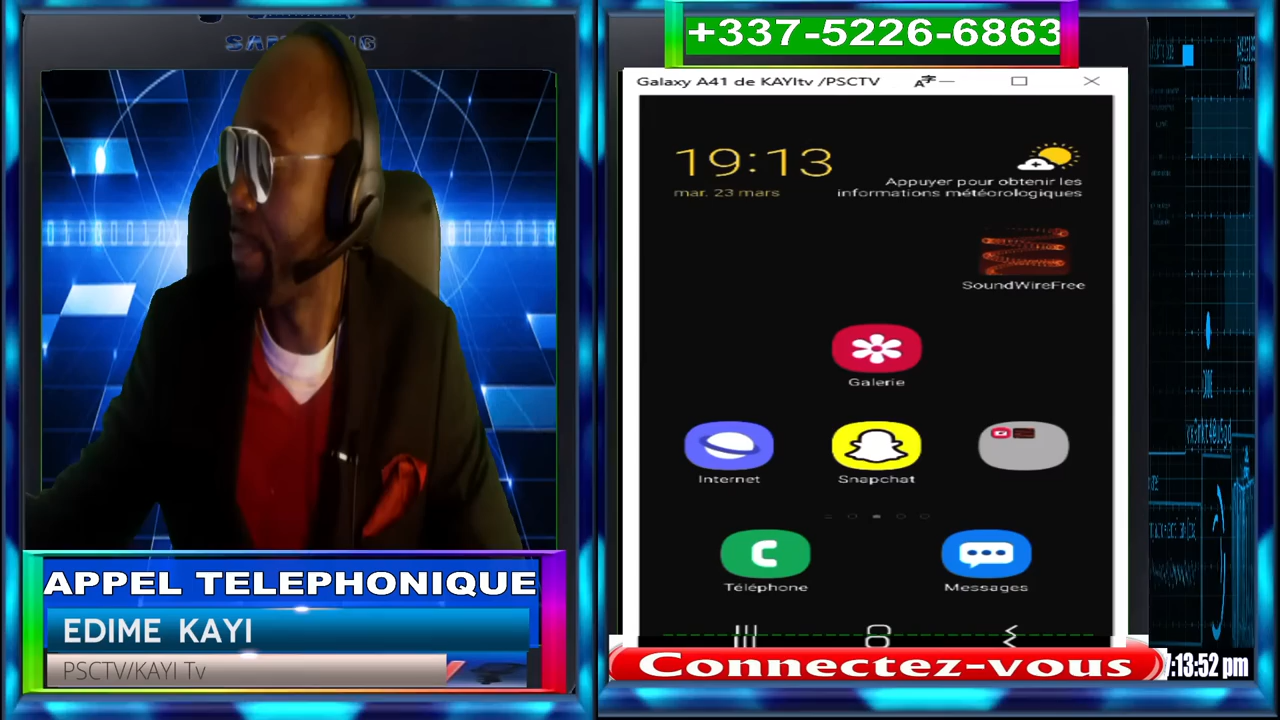 SAMSUNG
APPEL TELEPHONIQUE
EDIME KAYI
PSCTV/KAYI Tv
+337-5226-6863
Galaxy A41 de KAYItv /PSCTV
19:13
mar. 23 mars
Appuyer pour obtenir les
informations météorologiques
SoundWireFree
Galerie
Internet
Snapchat
Téléphone
Messages
Connectez-vous
:13:52 pm